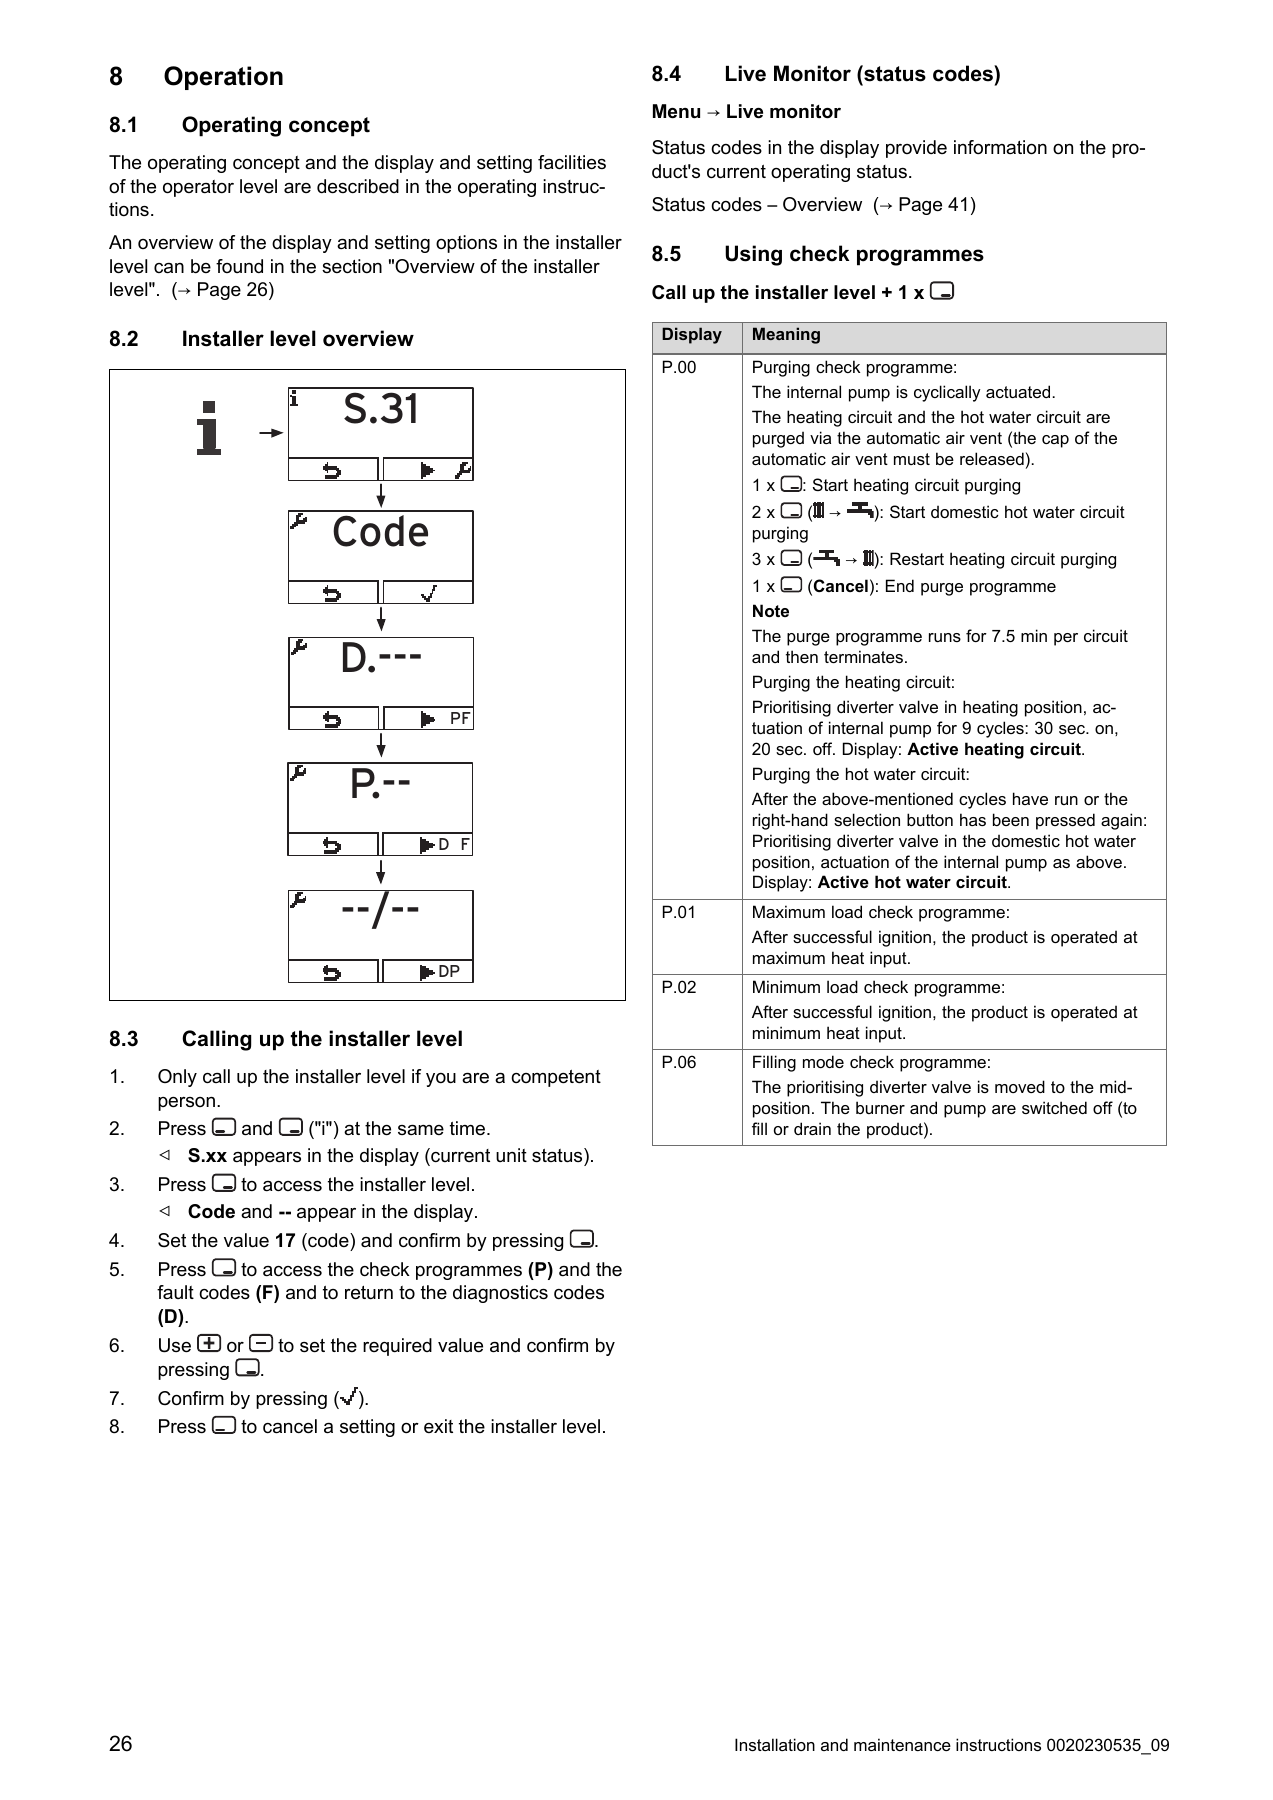 8 Operation
8.1 Operating concept
The operating concept and the display and setting facilities
of the operator level are described in the operating instruc-
tions.
An overview of the display and setting options in the installer
level can be found in the section "Overview of the installer
level". (→ Page 26)
8.2 Installer level overview
i
S.31
Code
D.---
PF
P.--
D F
--/--
DP
8.3 Calling up the installer level
1. Only call up the installer level if you are a competent
person.
2. Press and ("i") at the same time.
◁ S.xx appears in the display (current unit status).
3. Press to access the installer level.
◁ Code and -- appear in the display.
4. Set the value 17 (code) and confirm by pressing .
5. Press to access the check programmes (P) and the
fault codes (F) and to return to the diagnostics codes
(D).
6. Use + or − to set the required value and confirm by
pressing .
7. Confirm by pressing (✓).
8. Press to cancel a setting or exit the installer level.
8.4 Live Monitor (status codes)
Menu → Live monitor
Status codes in the display provide information on the pro-
duct's current operating status.
Status codes – Overview (→ Page 41)
8.5 Using check programmes
Call up the installer level + 1 x
Display Meaning
P.00 Purging check programme:
The internal pump is cyclically actuated.
The heating circuit and the hot water circuit are
purged via the automatic air vent (the cap of the
automatic air vent must be released).
1 x : Start heating circuit purging
2 x ( → ): Start domestic hot water circuit
purging
3 x ( → ): Restart heating circuit purging
1 x (Cancel): End purge programme
Note
The purge programme runs for 7.5 min per circuit
and then terminates.
Purging the heating circuit:
Prioritising diverter valve in heating position, ac-
tuation of internal pump for 9 cycles: 30 sec. on,
20 sec. off. Display: Active heating circuit.
Purging the hot water circuit:
After the above-mentioned cycles have run or the
right-hand selection button has been pressed again:
Prioritising diverter valve in the domestic hot water
position, actuation of the internal pump as above.
Display: Active hot water circuit.
P.01 Maximum load check programme:
After successful ignition, the product is operated at
maximum heat input.
P.02 Minimum load check programme:
After successful ignition, the product is operated at
minimum heat input.
P.06 Filling mode check programme:
The prioritising diverter valve is moved to the mid-
position. The burner and pump are switched off (to
fill or drain the product).
26 Installation and maintenance instructions 0020230535_09